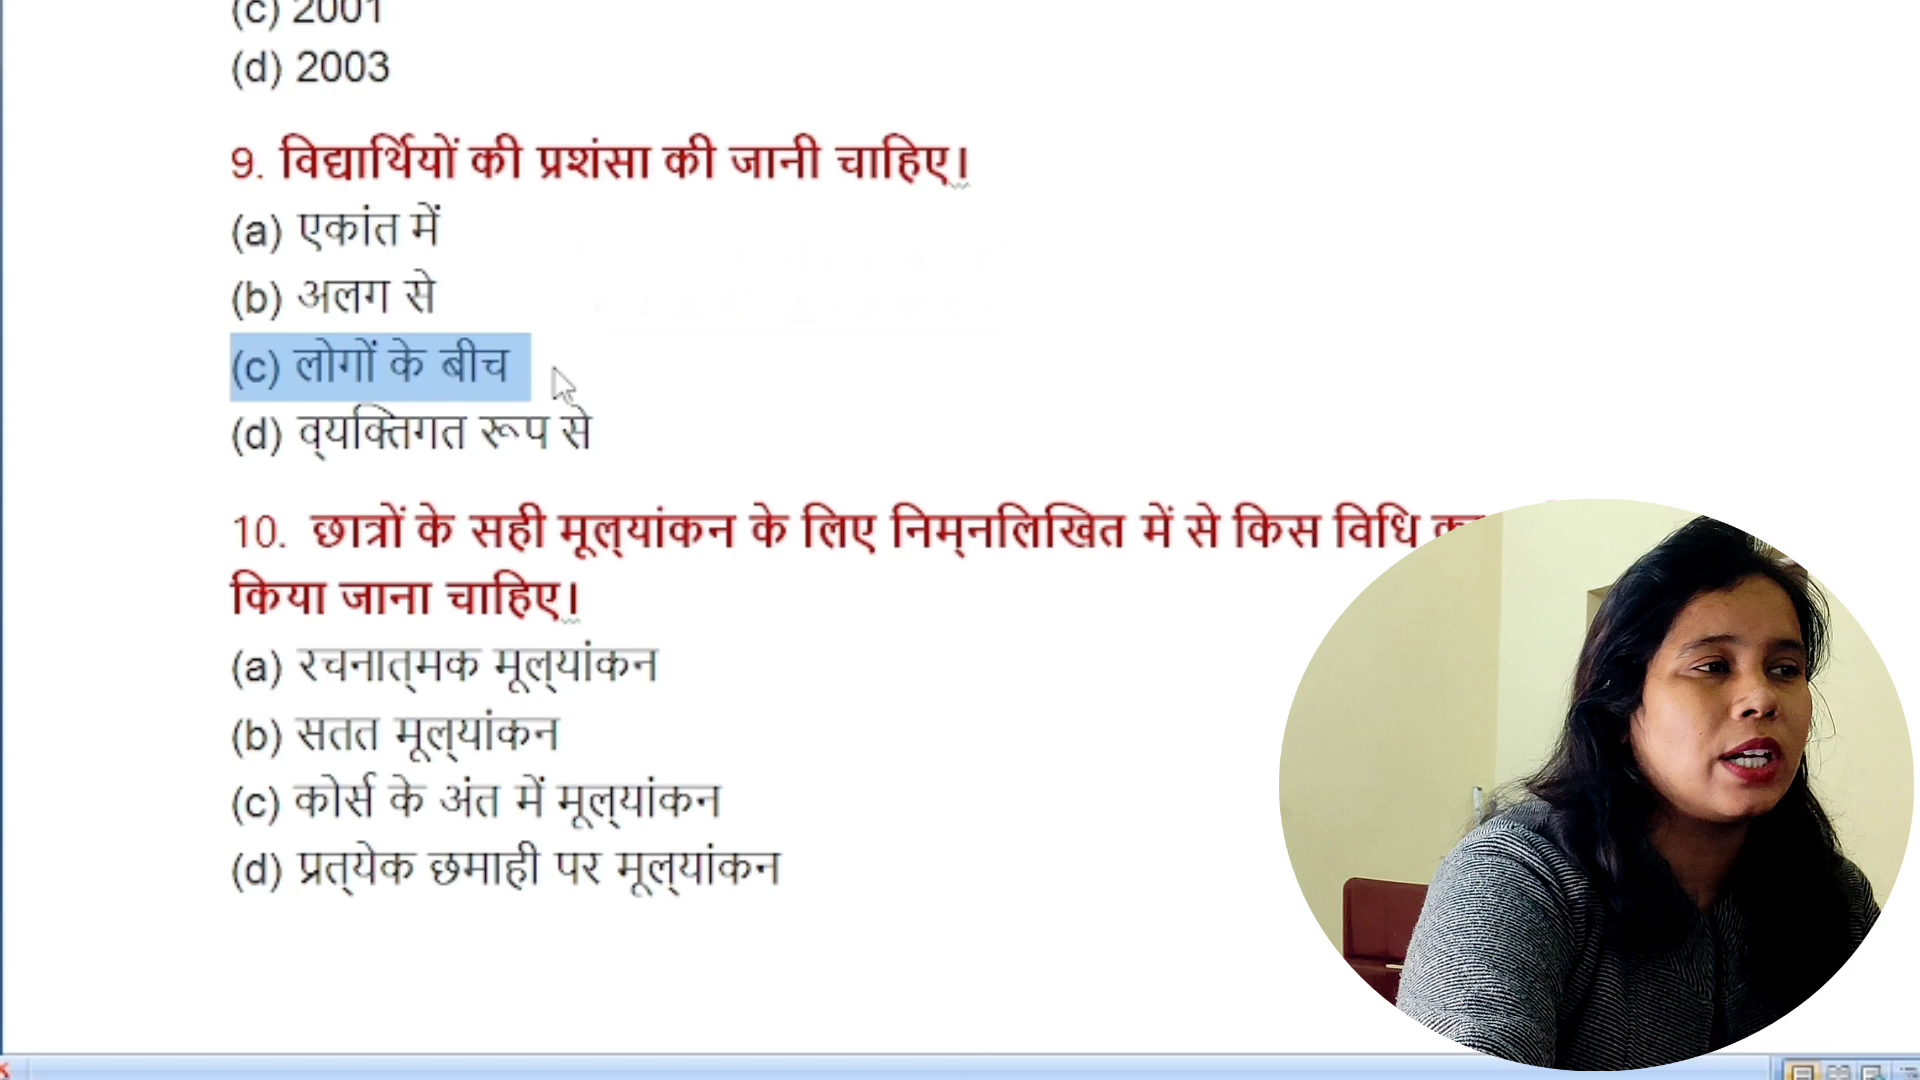 (c) 2001
(d) 2003
9. विद्यार्थियों की प्रशंसा की जानी चाहिए।
(a) एकांत में
(b) अलग से
(c) लोगों के बीच
(d) व्यक्तिगत रूप से
10. छात्रों के सही मूल्यांकन के लिए निम्नलिखित में से किस विधि
किया जाना चाहिए।
(a) रचनात्मक मूल्यांकन
(b) सतत मूल्यांकन
(c) कोर्स के अंत में मूल्यांकन
(d) प्रत्येक छमाही पर मूल्यांकन